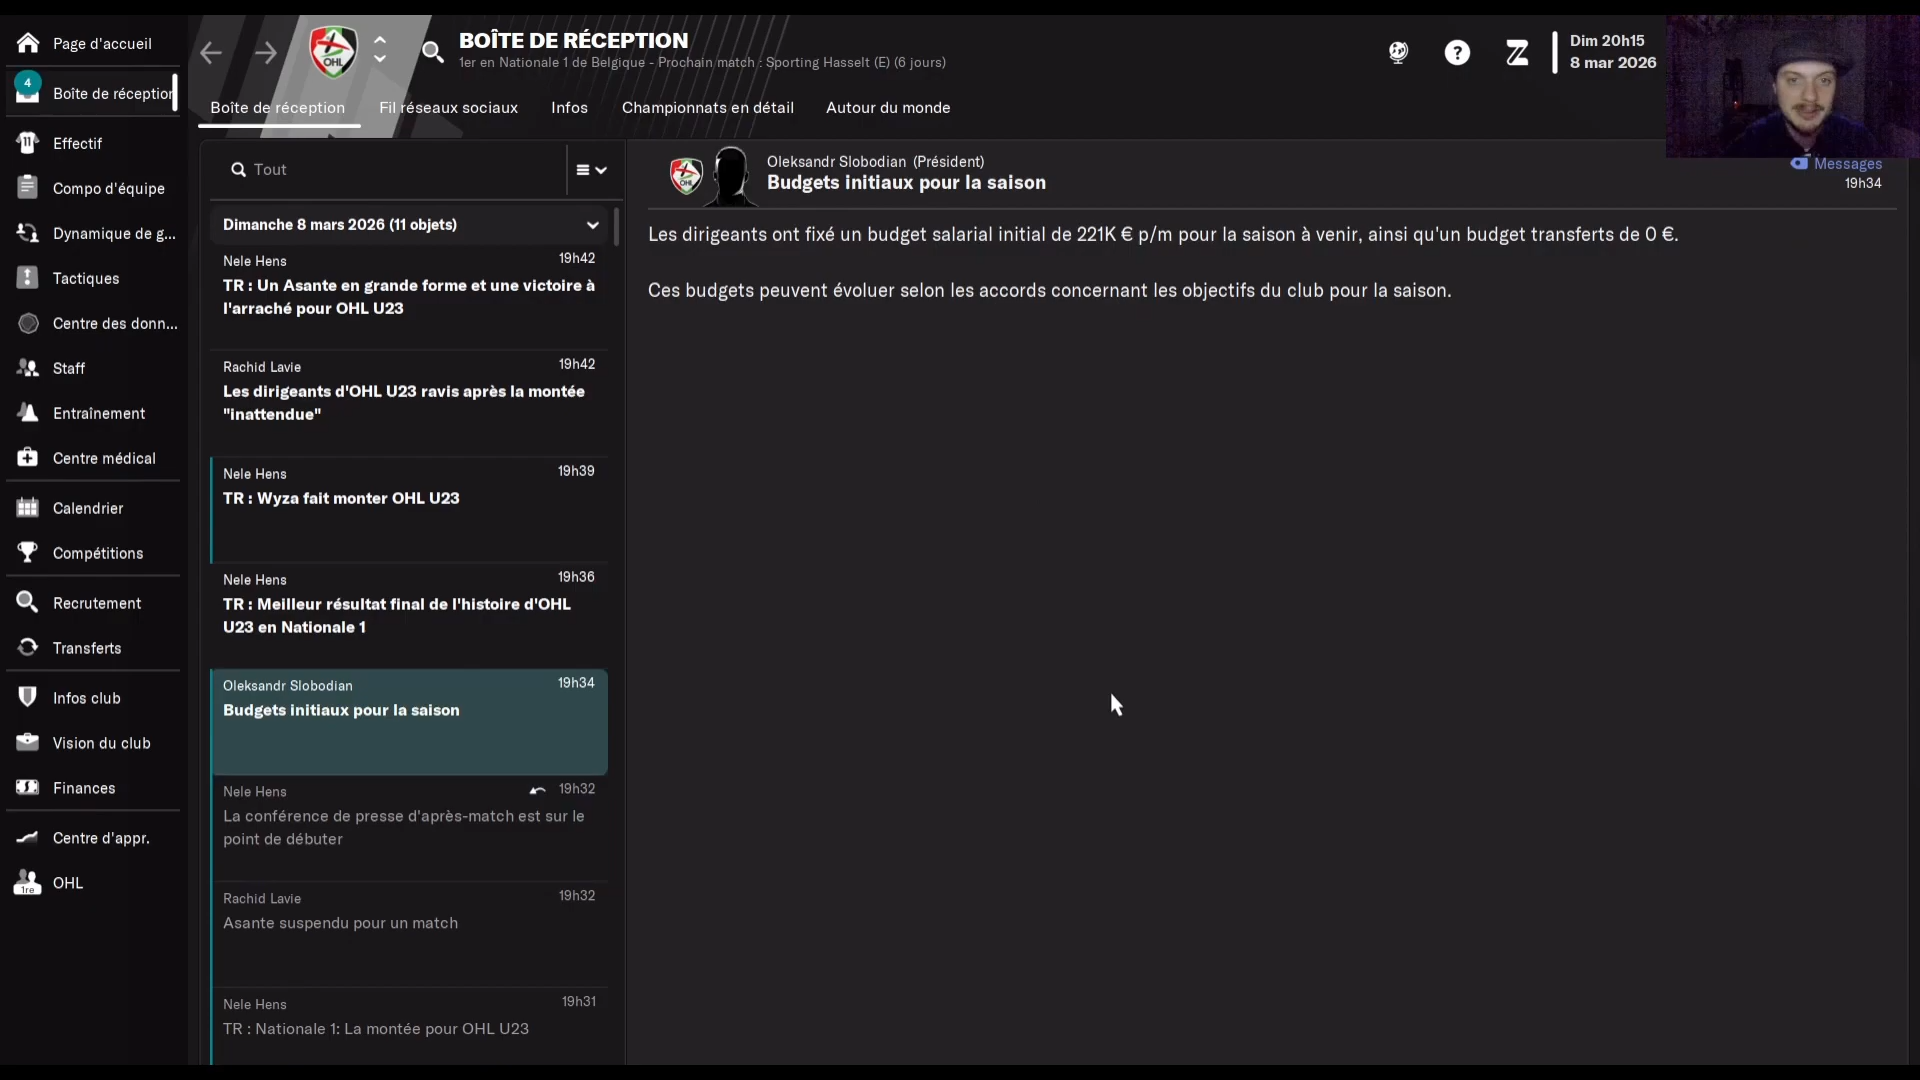 Page d'accueil
4
Boîte de réception
Effectif
Compo d'équipe
Dynamique de g...
Tactiques
Centre des donn...
Staff
Entraînement
Centre médical
Calendrier
Compétitions
Recrutement
Transferts
Infos club
Vision du club
Finances
Centre d'appr.
1re
OHL
OHL
BOÎTE DE RÉCEPTION
1er en Nationale 1 de Belgique - Prochain match : Sporting Hasselt (E) (6 jours)
Dim 20h15
8 mar 2026
Boîte de réception
Fil réseaux sociaux
Infos
Championnats en détail
Autour du monde
Tout
Dimanche 8 mars 2026 (11 objets)
Nele Hens 19h42
TR : Un Asante en grande forme et une victoire à
l'arraché pour OHL U23
Rachid Lavie 19h42
Les dirigeants d'OHL U23 ravis après la montée
"inattendue"
Nele Hens 19h39
TR : Wyza fait monter OHL U23
Nele Hens 19h36
TR : Meilleur résultat final de l'histoire d'OHL
U23 en Nationale 1
Oleksandr Slobodian 19h34
Budgets initiaux pour la saison
Nele Hens 19h32
La conférence de presse d'après-match est sur le
point de débuter
Rachid Lavie 19h32
Asante suspendu pour un match
Nele Hens 19h31
TR : Nationale 1: La montée pour OHL U23
OHL
Oleksandr Slobodian (Président)
Budgets initiaux pour la saison
Messages
19h34
Les dirigeants ont fixé un budget salarial initial de 221K € p/m pour la saison à venir, ainsi qu'un budget transferts de 0 €.
Ces budgets peuvent évoluer selon les accords concernant les objectifs du club pour la saison.